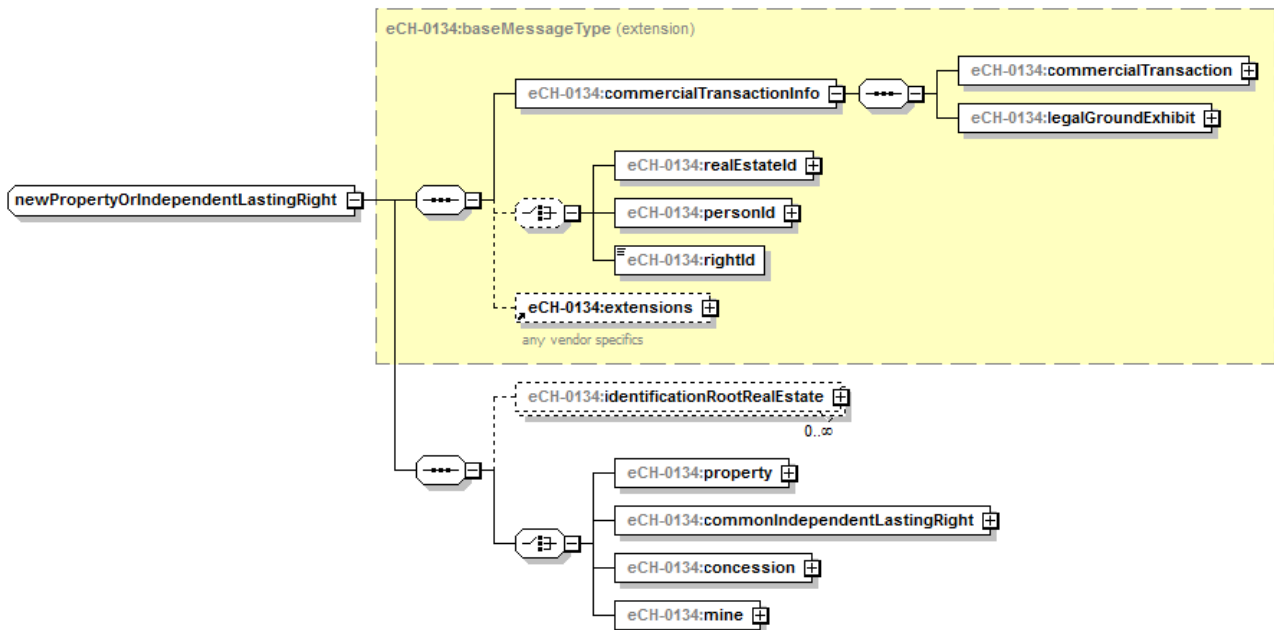 eCH-0134:baseMessageType (extension)
eCH-0134:commercialTransactionInfo
eCH-0134:commercialTransaction
eCH-0134:legalGroundExhibit
eCH-0134:realEstateId
newPropertyOrIndependentLastingRight
eCH-0134:personId
eCH-0134:rightId
eCH-0134:extensions
any vendor specifics
eCH-0134:identificationRootRealEstate
0..∞
eCH-0134:property
eCH-0134:commonIndependentLastingRight
eCH-0134:concession
eCH-0134:mine